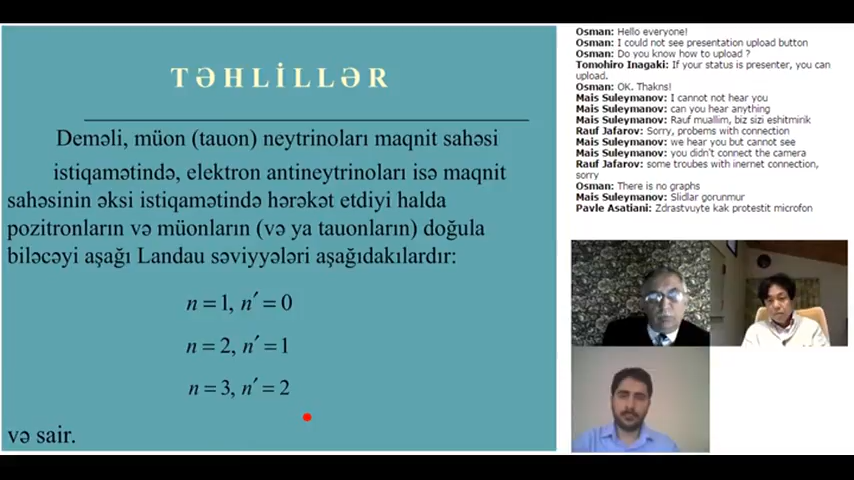 TƏHLİLLƏR
Deməli, müon (tauon) neytrinoları maqnit sahəsi
istiqamətində, elektron antineytrinoları isə maqnit
sahəsinin əksi istiqamətində hərəkət etdiyi halda
pozitronların və müonların (və ya tauonların) doğula
biləcəyi aşağı Landau səviyyələri aşağıdakılardır:
n = 1, n′ = 0
n = 2, n′ = 1
n = 3, n′ = 2
və sair.
Osman: Hello everyone!
Osman: I could not see presentation upload button
Osman: Do you know how to upload ?
Tomohiro Inagaki: If your status is presenter, you can
upload.
Osman: OK. Thakns!
Mais Suleymanov: I cannot not hear you
Mais Suleymanov: can you hear anything
Mais Suleymanov: Rauf muallim, biz sizi eshitmirik
Rauf Jafarov: Sorry, probems with connection
Mais Suleymanov: we hear you but cannot see
Mais Suleymanov: you didn't connect the camera
Rauf Jafarov: some troubes with inernet connection,
sorry
Osman: There is no graphs
Mais Suleymanov: Slidlar gorunmur
Pavle Asatiani: Zdrastvuyte kak protestit microfon